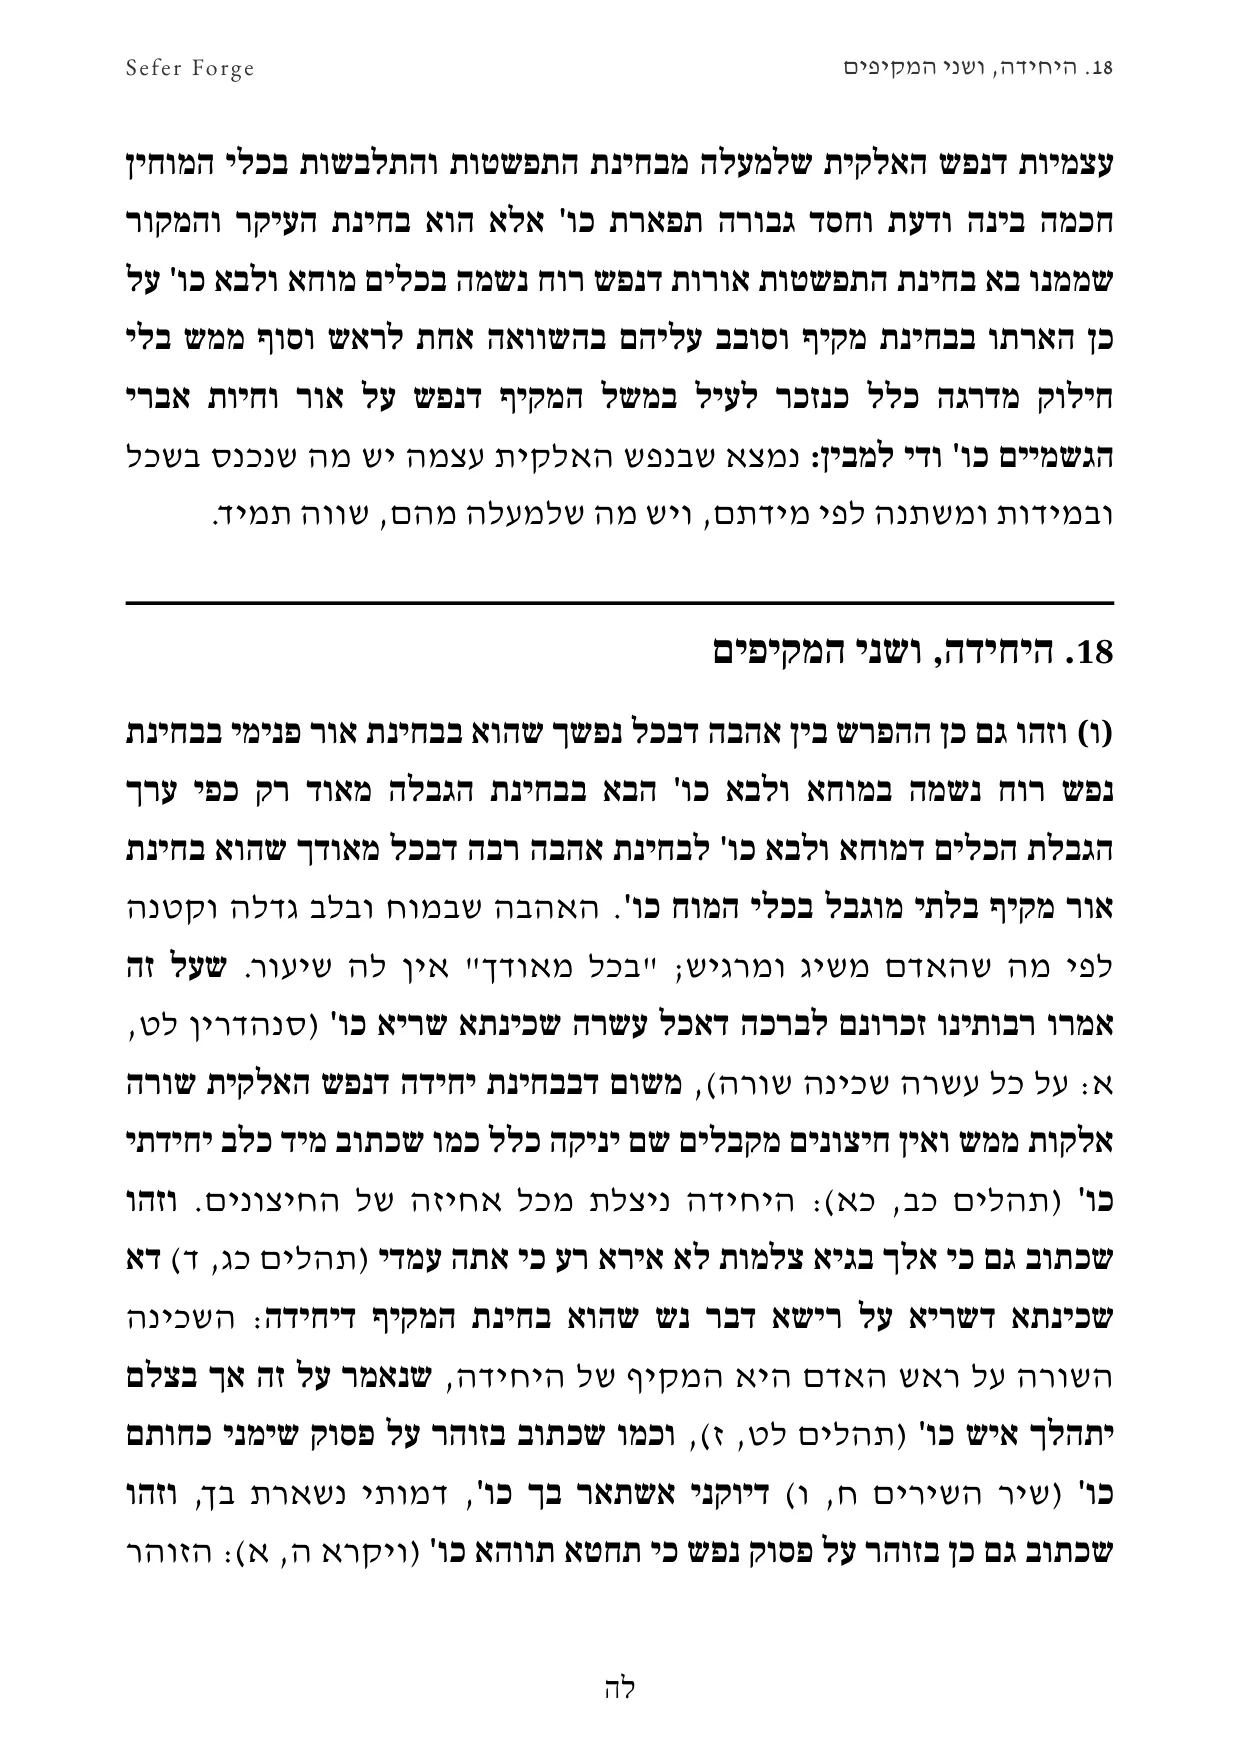 18. היחידה, ושני המקיפים
Sefer Forge
עצמיות דנפש האלקית שלמעלה מבחינת התפשטות והתלבשות בכלי המוחין
חכמה בינה ודעת וחסד גבורה תפארת כו' אלא הוא בחינת העיקר והמקור
שממנו בא בחינת התפשטות אורות דנפש רוח נשמה בכלים מוחא ולבא כו' על
כן הארתו בבחינת מקיף וסובב עליהם בהשוואה אחת לראש וסוף ממש בלי
חילוק מדרגה כלל כנזכר לעיל במשל המקיף דנפש על אור וחיות אברי
הגשמיים כו' ודי למבין: נמצא שבנפש האלקית עצמה יש מה שנכנס בשכל
ובמידות ומשתנה לפי מידתם, ויש מה שלמעלה מהם, שווה תמיד.
18. היחידה, ושני המקיפים
(ו) וזהו גם כן ההפרש בין אהבה דבכל נפשך שהוא בבחינת אור פנימי בבחינת
נפש רוח נשמה במוחא ולבא כו' הבא בבחינת הגבלה מאוד רק כפי ערך
הגבלת הכלים דמוחא ולבא כו' לבחינת אהבה רבה דבכל מאודך שהוא בחינת
אור מקיף בלתי מוגבל בכלי המוח כו'. האהבה שבמוח ובלב גדלה וקטנה
לפי מה שהאדם משיג ומרגיש; "בכל מאודך" אין לה שיעור. שעל זה
אמרו רבותינו זכרונם לברכה דאכל עשרה שכינתא שריא כו' (סנהדרין לט,
א: על כל עשרה שכינה שורה), משום דבבחינת יחידה דנפש האלקית שורה
אלקות ממש ואין חיצונים מקבלים שם יניקה כלל כמו שכתוב מיד כלב יחידתי
כו' (תהלים כב, כא): היחידה ניצלת מכל אחיזה של החיצונים. וזהו
שכתוב גם כי אלך בגיא צלמות לא אירא רע כי אתה עמדי (תהלים כג, ד) דא
שכינתא דשריא על רישא דבר נש שהוא בחינת המקיף דיחידה: השכינה
השורה על ראש האדם היא המקיף של היחידה, שנאמר על זה אך בצלם
יתהלך איש כו' (תהלים לט, ז), וכמו שכתוב בזוהר על פסוק שימני כחותם
כו' (שיר השירים ח, ו) דיוקני אשתאר בך כו', דמותי נשארת בך, וזהו
שכתוב גם כן בזוהר על פסוק נפש כי תחטא תווהא כו' (ויקרא ה, א): הזוהר
לה